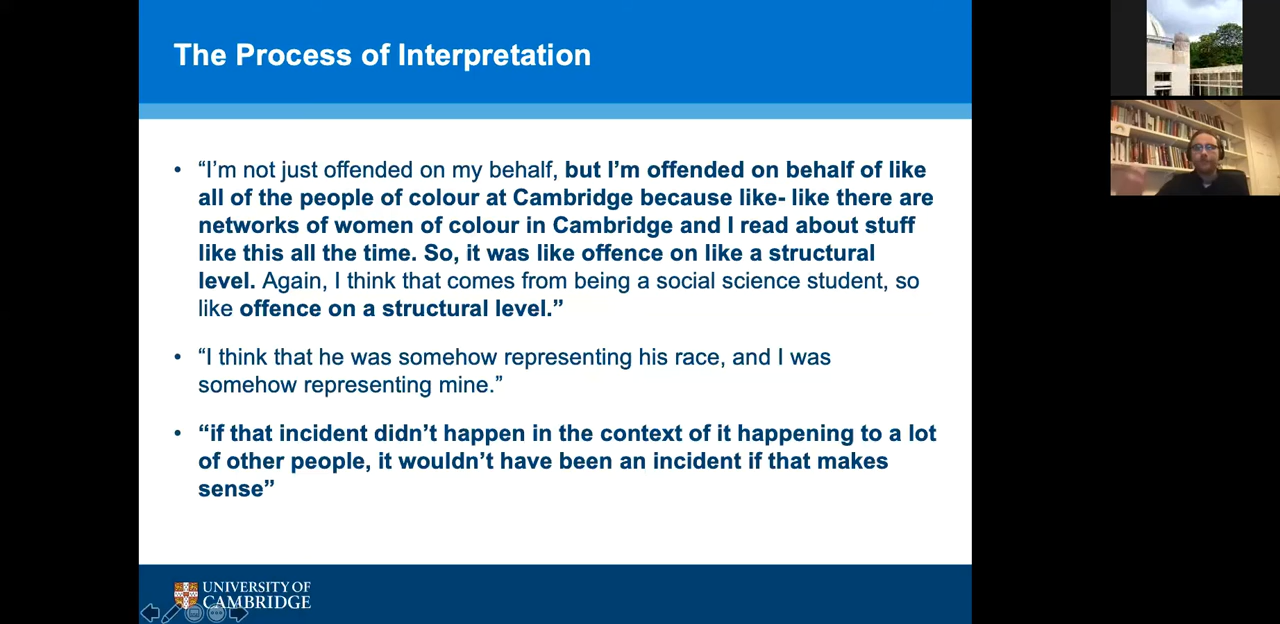 The Process of Interpretation
• “I’m not just offended on my behalf, but I’m offended on behalf of like
all of the people of colour at Cambridge because like- like there are
networks of women of colour in Cambridge and I read about stuff
like this all the time. So, it was like offence on like a structural
level. Again, I think that comes from being a social science student, so
like offence on a structural level.”
• “I think that he was somehow representing his race, and I was
somehow representing mine.”
• “if that incident didn’t happen in the context of it happening to a lot
of other people, it wouldn’t have been an incident if that makes
sense”
UNIVERSITY OF
CAMBRIDGE